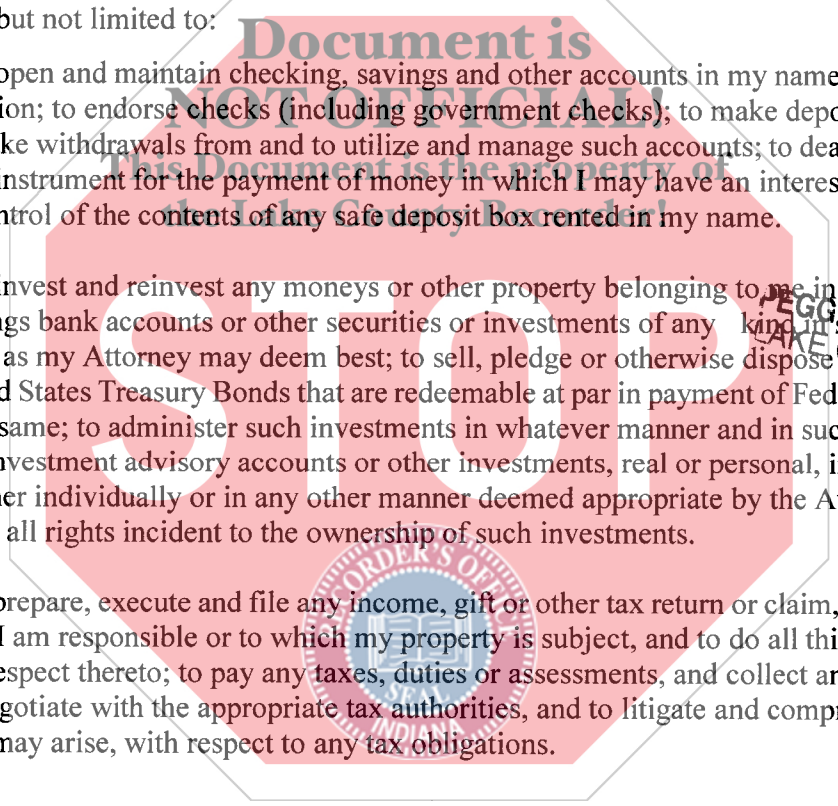 but not limited to:
Document is
open and maintain checking, savings and other accounts in my name
NOT OFFICIAL!
ion; to endorse checks (including government checks); to make depo
ke withdrawals from and to utilize and manage such accounts; to dea
This Document is the property of
instrument for the payment of money in which I may have an interes
the Lake County Recorder!
ntrol of the contents of any safe deposit box rented in my name.
STOP
invest and reinvest any moneys or other property belonging to me in
PEGG
ngs bank accounts or other securities or investments of any kind in
LAKE
as my Attorney may deem best; to sell, pledge or otherwise dispose
d States Treasury Bonds that are redeemable at par in payment of Fed
same; to administer such investments in whatever manner and in suc
nvestment advisory accounts or other investments, real or personal, i
er individually or in any other manner deemed appropriate by the A
all rights incident to the ownership of such investments.
RECORDER'S OFFICE
prepare, execute and file any income, gift or other tax return or claim,
I am responsible or to which my property is subject, and to do all thi
espect thereto; to pay any taxes, duties or assessments, and collect an
SEAL
gotiate with the appropriate tax authorities, and to litigate and compr
INDIANA
may arise, with respect to any tax obligations.